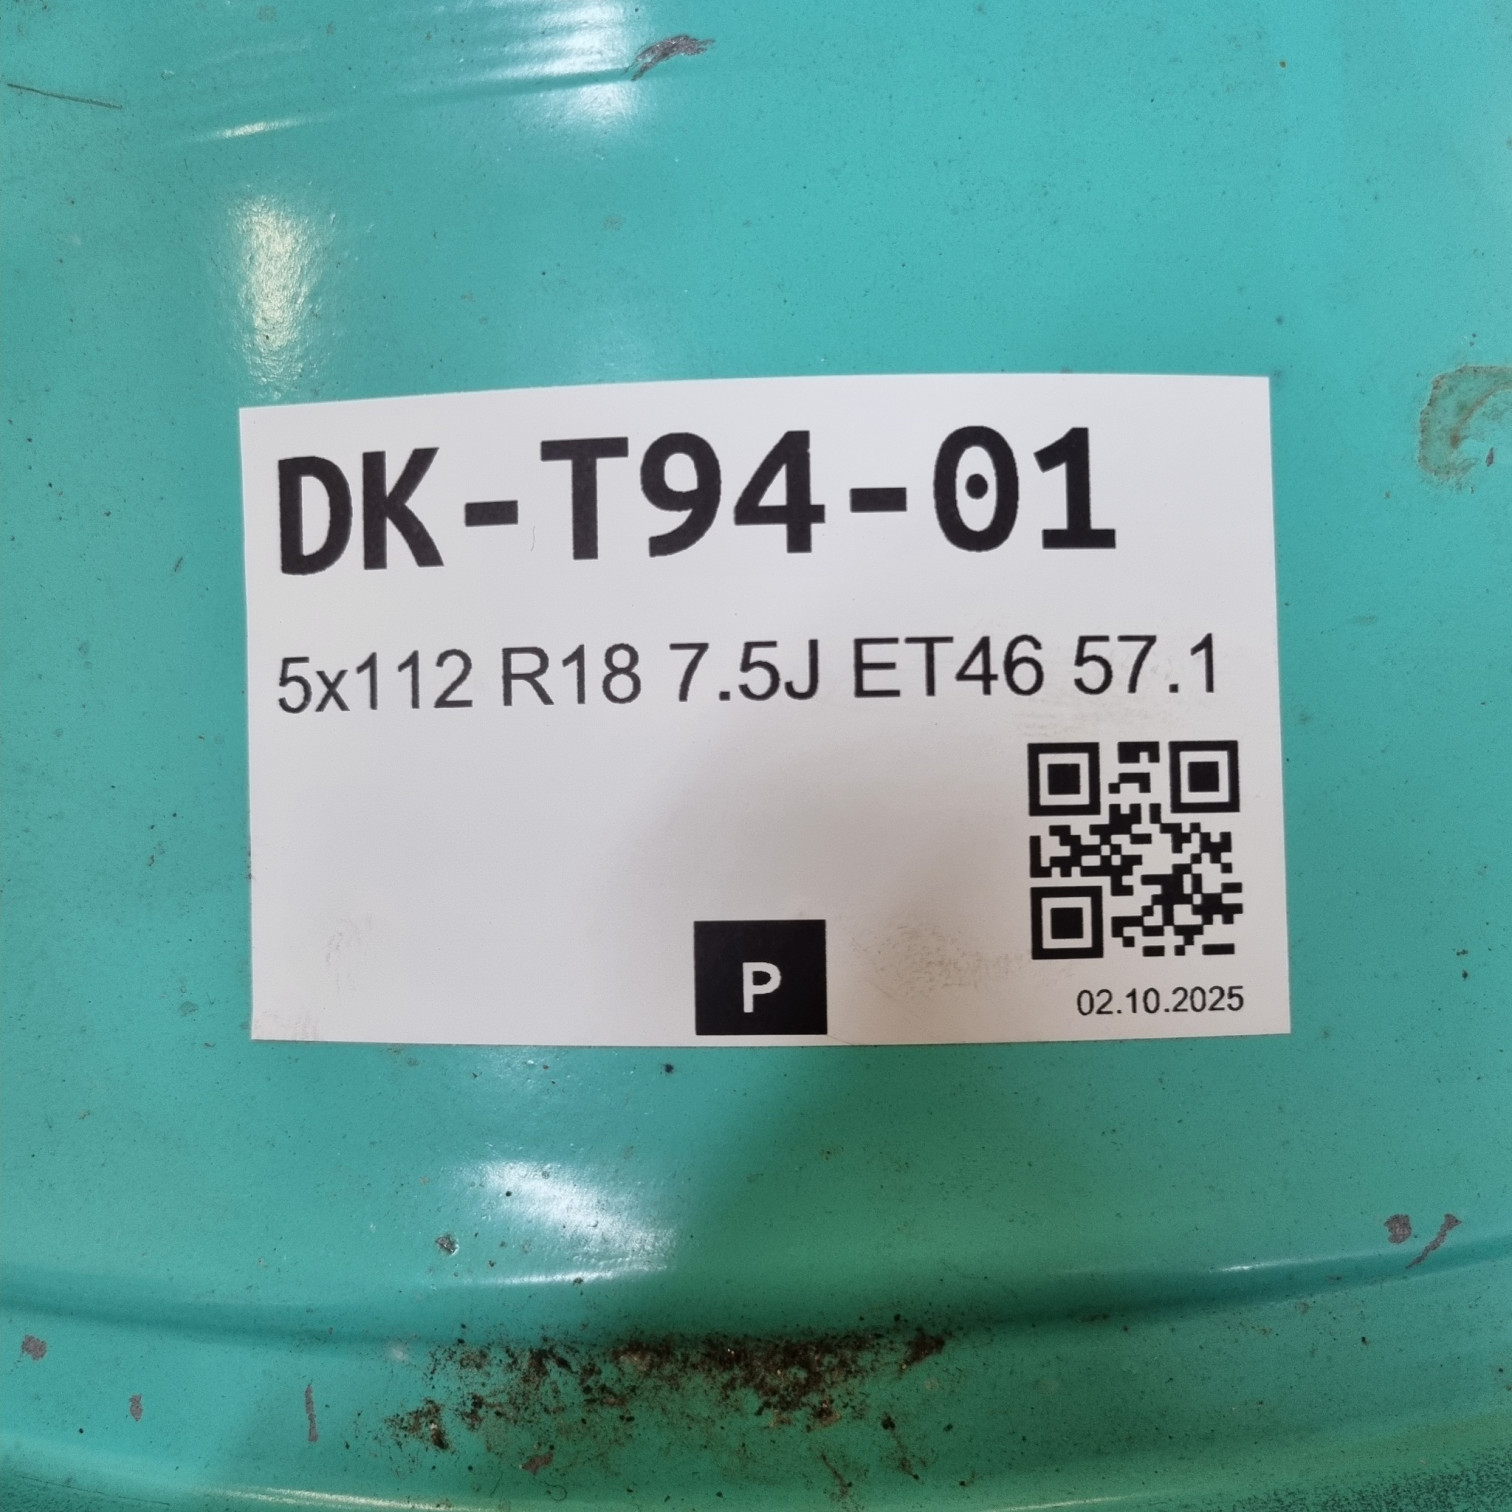 DK-T94-01
5x112 R18 7.5J ET46 57.1
P
02.10.2025